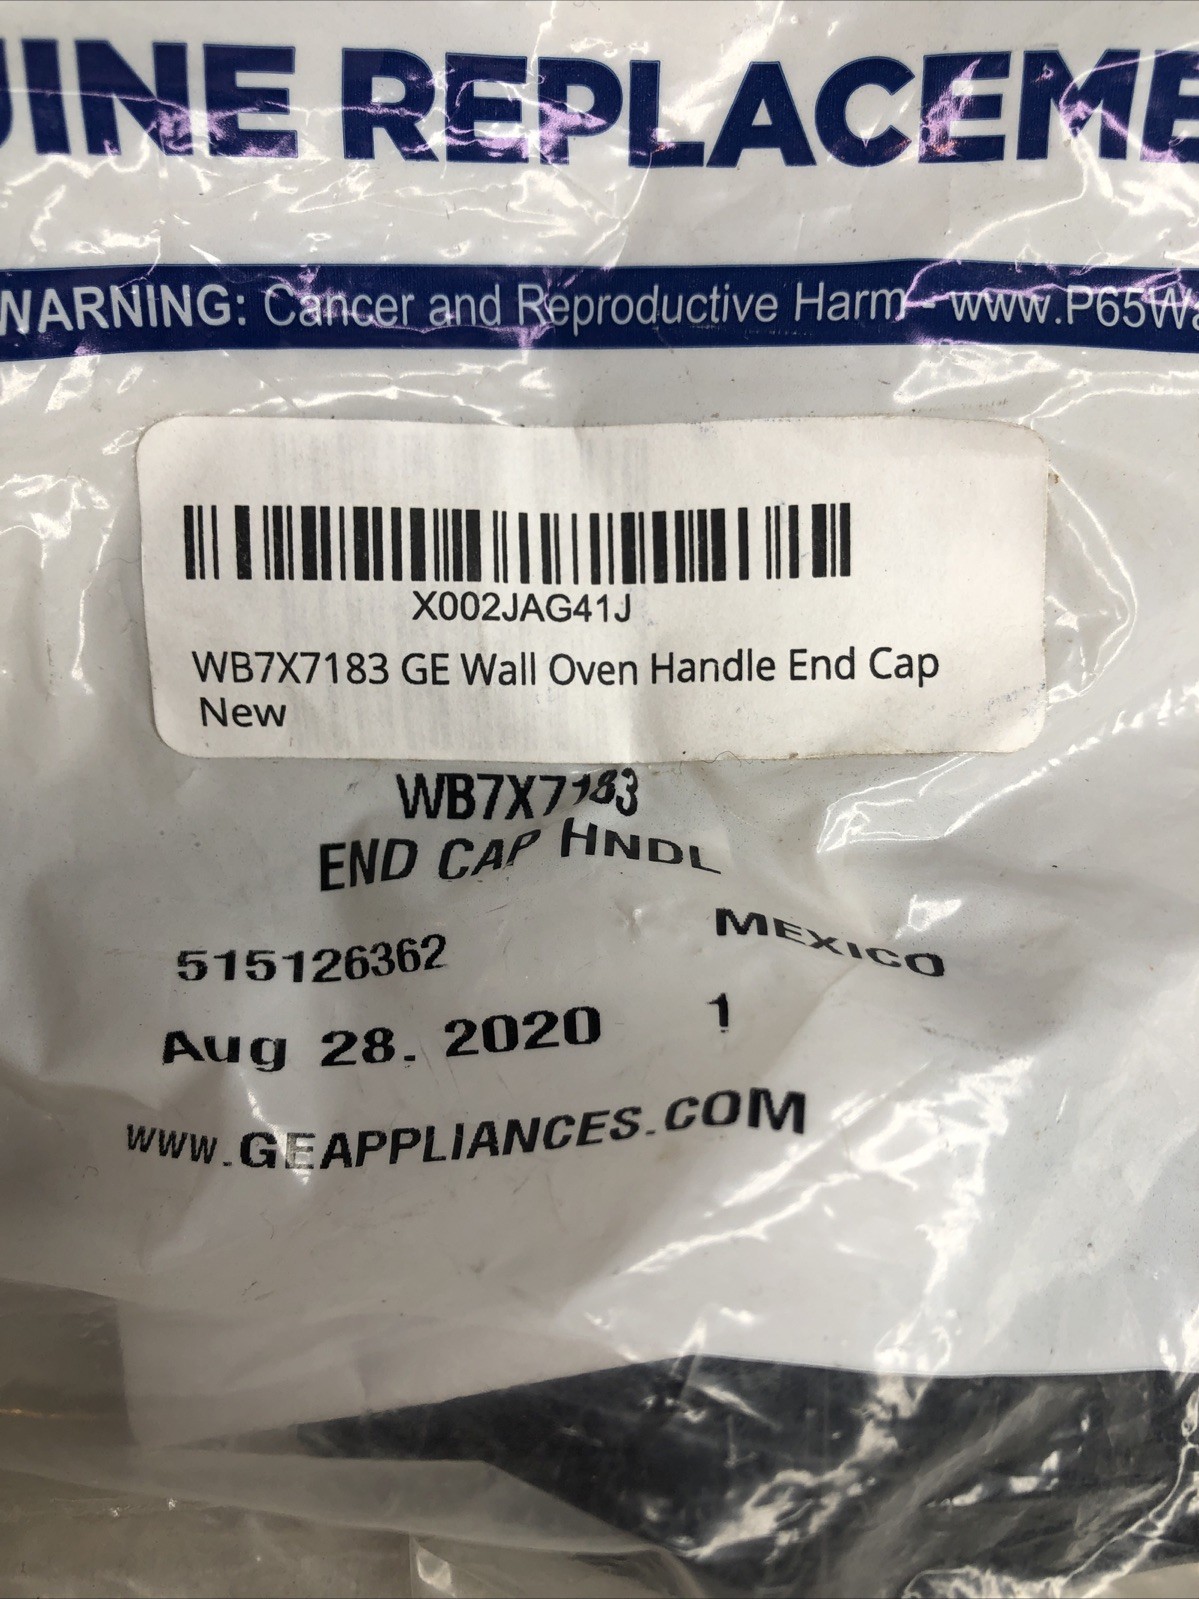 UINE REPLACEME
WARNING: Cancer and Reproductive Harm - www.P65Wa
X002JAG41J
WB7X7183 GE Wall Oven Handle End Cap
New
WB7X7183
END CAP HNDL
515126362 MEXICO
Aug 28. 2020 1
WWW.GEAPPLIANCES.COM